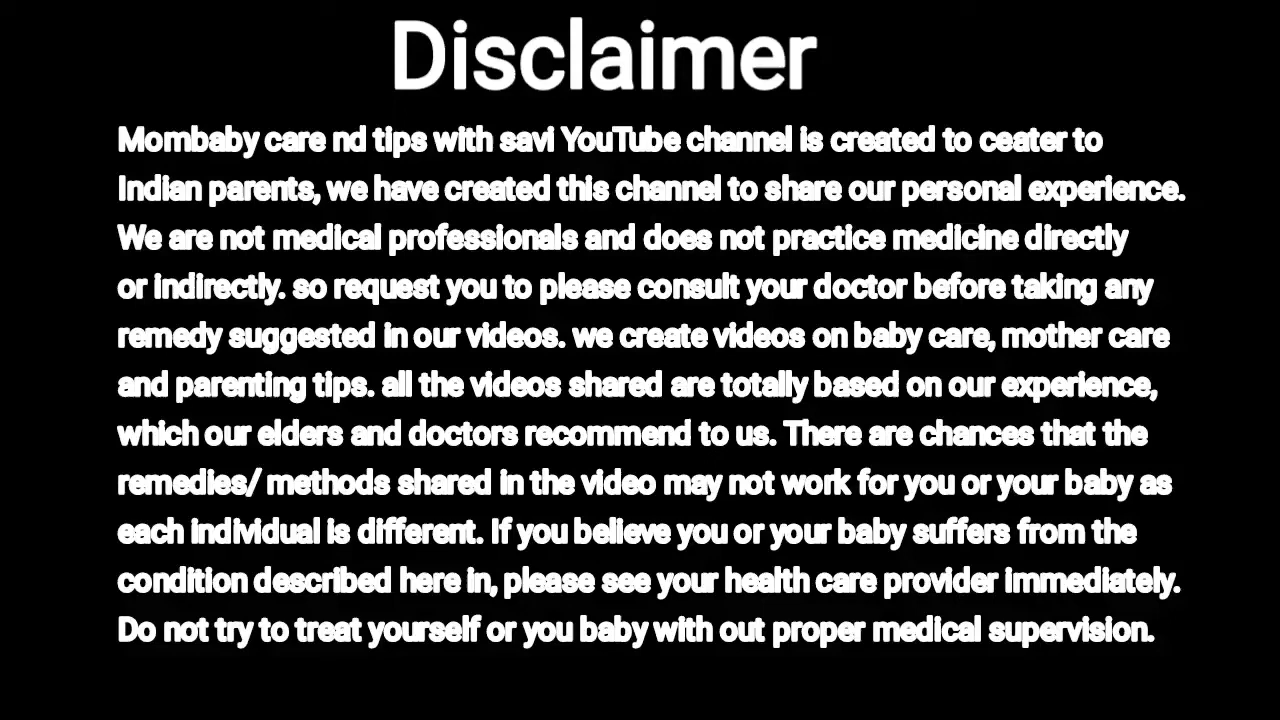 Disclaimer
Mombaby care nd tips with savi YouTube channel is created to ceater to
Indian parents, we have created this channel to share our personal experience.
We are not medical professionals and does not practice medicine directly
or indirectly. so request you to please consult your doctor before taking any
remedy suggested in our videos. we create videos on baby care, mother care
and parenting tips. all the videos shared are totally based on our experience,
which our elders and doctors recommend to us. There are chances that the
remedies/ methods shared in the video may not work for you or your baby as
each individual is different. If you believe you or your baby suffers from the
condition described here in, please see your health care provider immediately.
Do not try to treat yourself or you baby with out proper medical supervision.